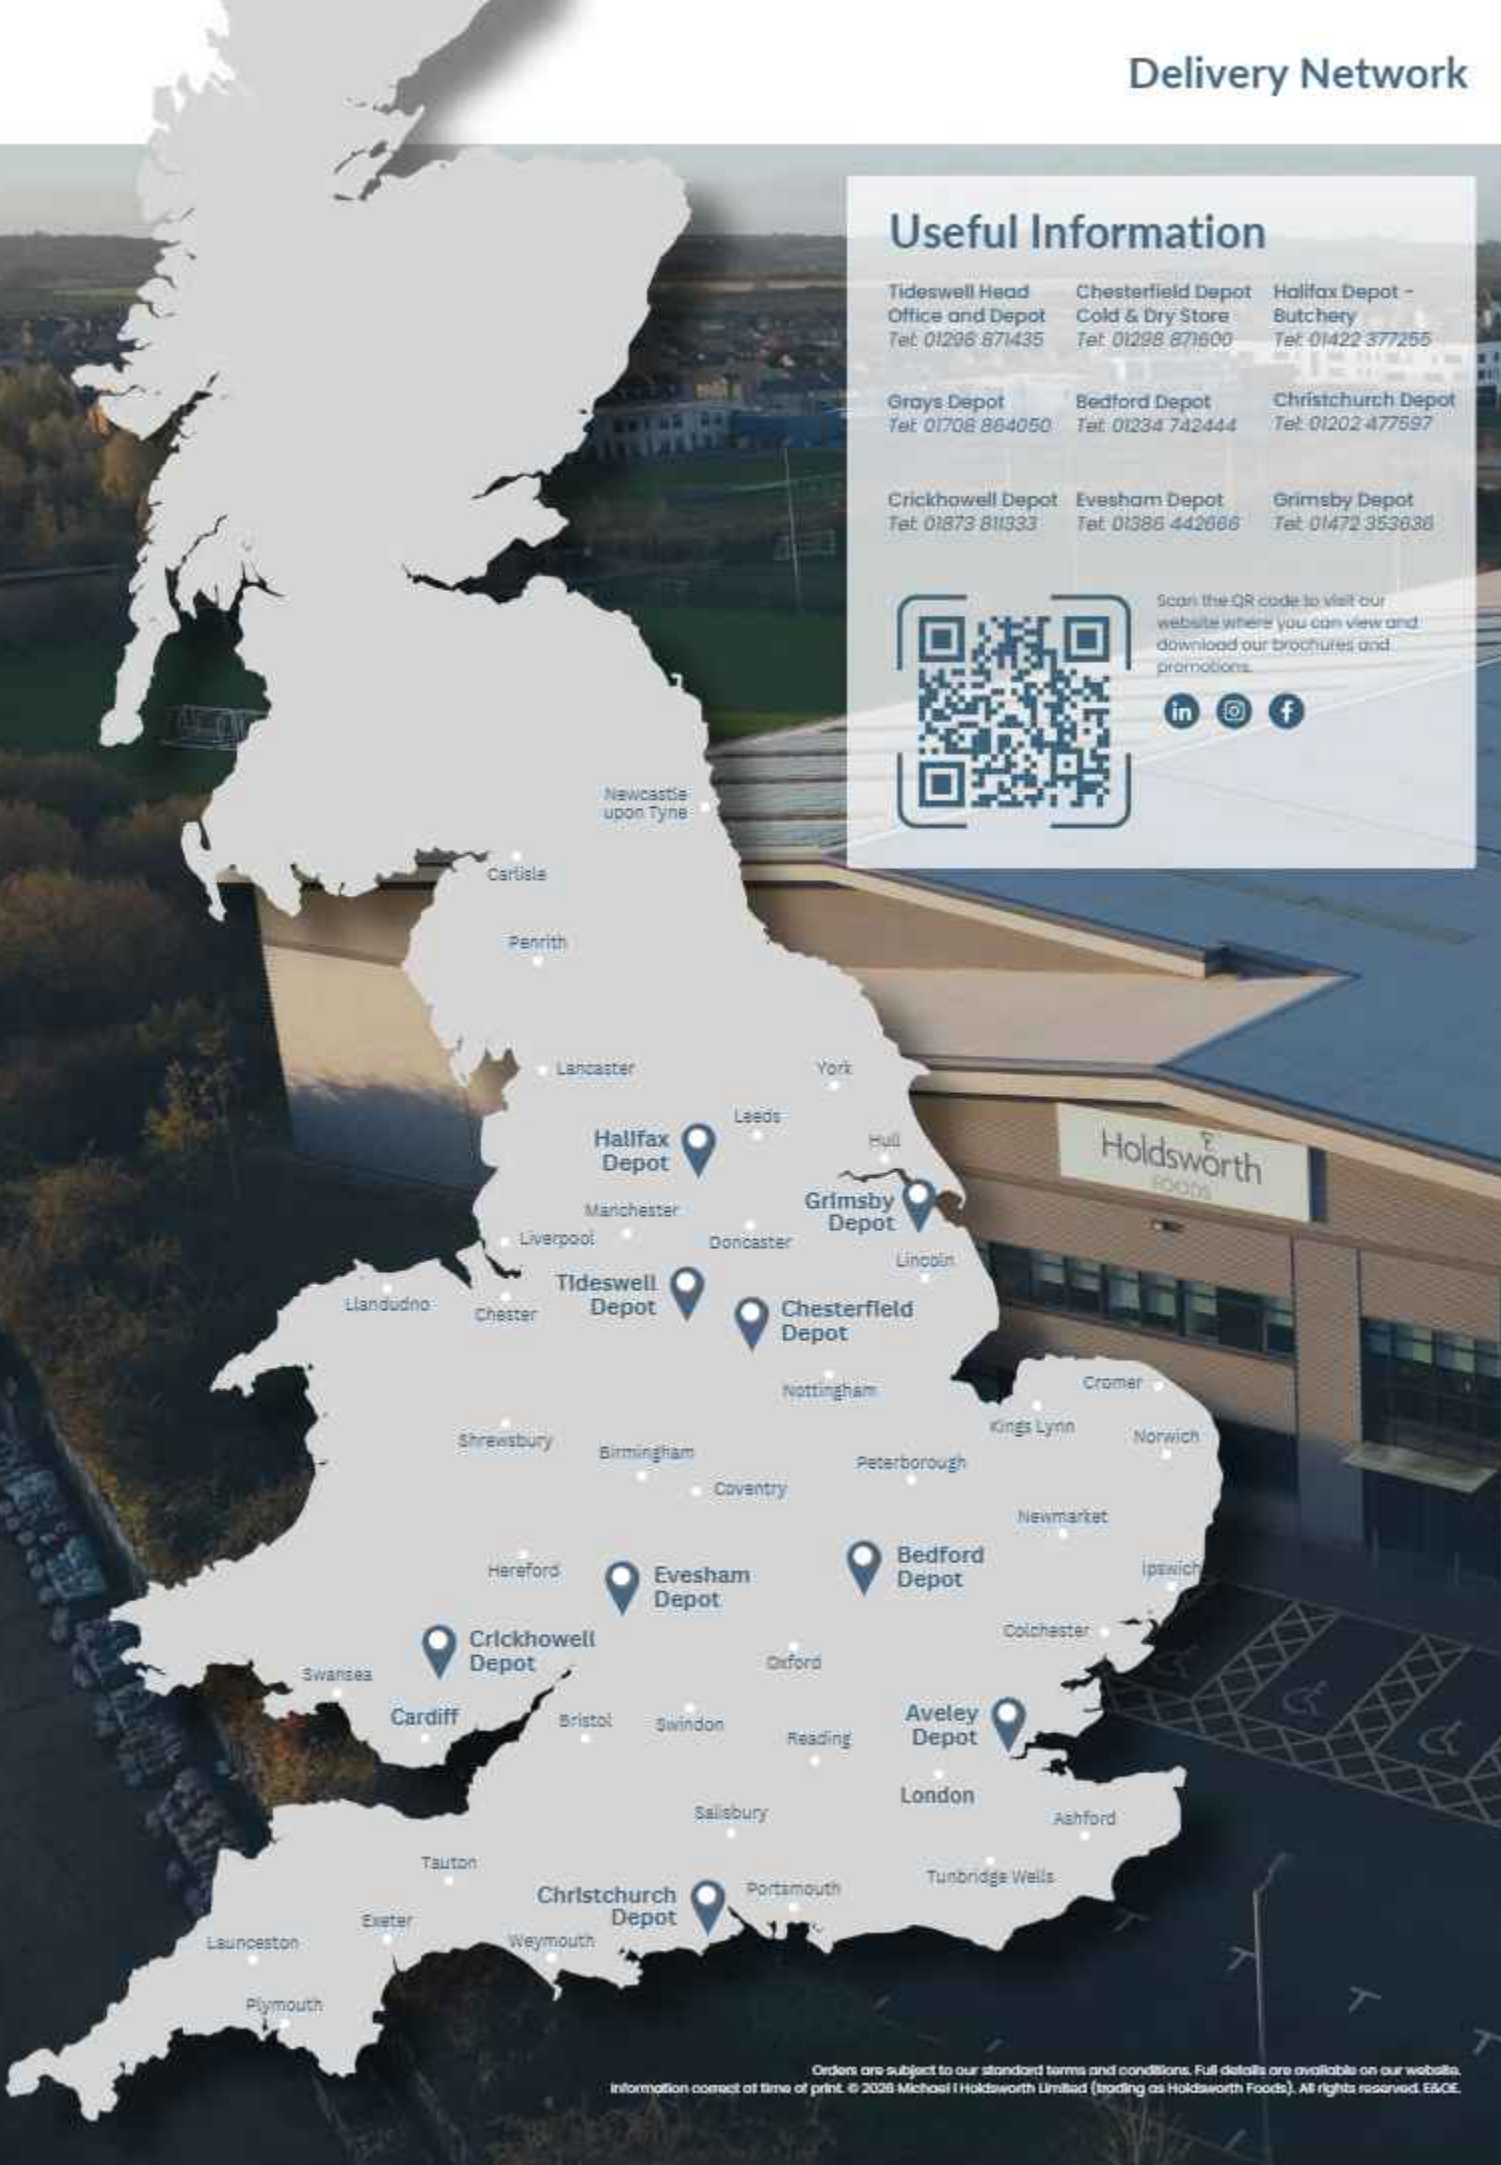 Delivery Network
Useful Information
Tideswell Head
Office and Depot
Tel: 01298 871435
Chesterfield Depot
Cold & Dry Store
Tel: 01298 871600
Halifax Depot -
Butchery
Tel: 01422 377255
Grays Depot
Tel: 01708 864050
Bedford Depot
Tel: 01234 742444
Christchurch Depot
Tel: 01202 477597
Crickhowell Depot
Tel: 01873 811333
Evesham Depot
Tel: 01386 442666
Grimsby Depot
Tel: 01472 353636
Scan the QR code to visit our
website where you can view and
download our brochures and
promotions.
in
f
Newcastle
upon Tyne
Carlisle
Penrith
Lancaster
York
Leeds
Halifax
Depot
Hull
Holdsworth
FOODS
Grimsby
Depot
Manchester
Liverpool
Doncaster
Lincoln
Tideswell
Depot
Llandudno
Chester
Chesterfield
Depot
Nottingham
Cromer
Kings Lynn
Norwich
Shrewsbury
Birmingham
Peterborough
Coventry
Newmarket
Hereford
Evesham
Depot
Bedford
Depot
Ipswich
Colchester
Crickhowell
Depot
Swansea
Oxford
Cardiff
Bristol
Swindon
Reading
Aveley
Depot
London
Salisbury
Ashford
Tauton
Tunbridge Wells
Christchurch
Depot
Portsmouth
Exeter
Launceston
Weymouth
Plymouth
Orders are subject to our standard terms and conditions. Full details are available on our website.
Information correct at time of print. © 2026 Michael I Holdsworth Limited (trading as Holdsworth Foods). All rights reserved. E&OE.